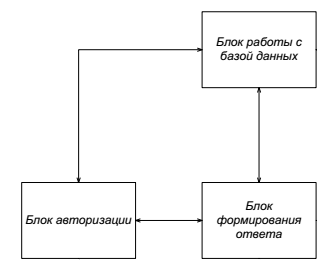 Блок работы с
базой данных
Блок авторизации
Блок
формирования
ответа